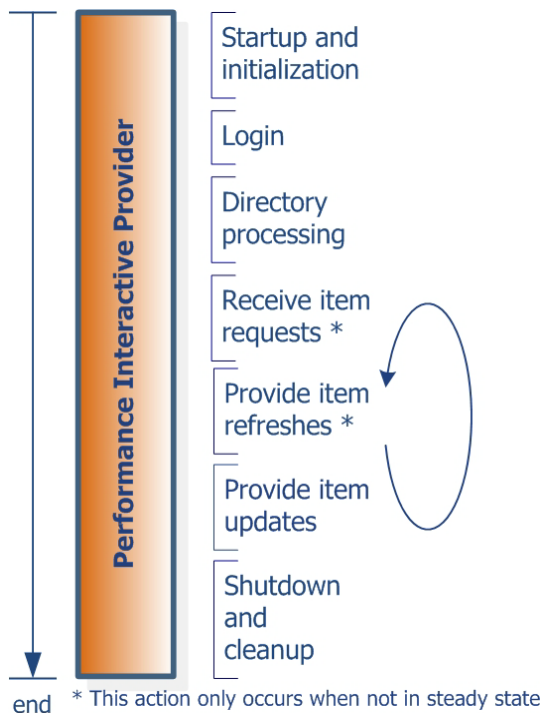 Performance Interactive Provider
Startup and
initialization
Login
Directory
processing
Receive item
requests *
Provide item
refreshes *
Provide item
updates
Shutdown
and
cleanup
end
* This action only occurs when not in steady state